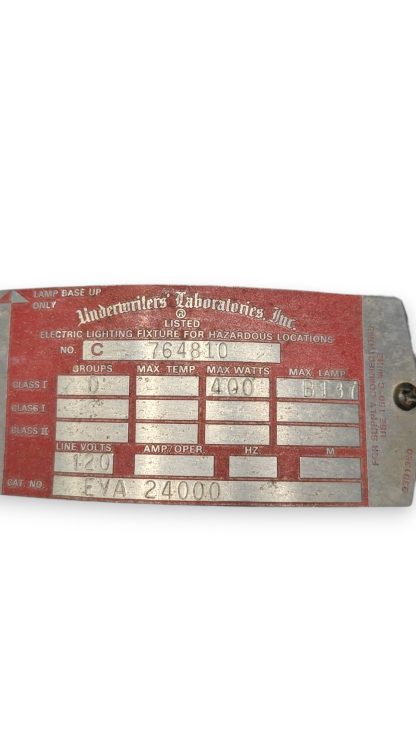 LAMP BASE UP
ONLY
Underwriters' Laboratories, Inc.
®
LISTED
ELECTRIC LIGHTING FIXTURE FOR HAZARDOUS LOCATIONS
NO. C 764810
GROUPS MAX. TEMP. MAX WATTS MAX. LAMP
CLASS I D 400 BT37
CLASS I
CLASS II
LINE VOLTS AMP./OPER. HZ M
120
CAT. NO. EVA 24000
FOR SUPPLY CONNECTIONS